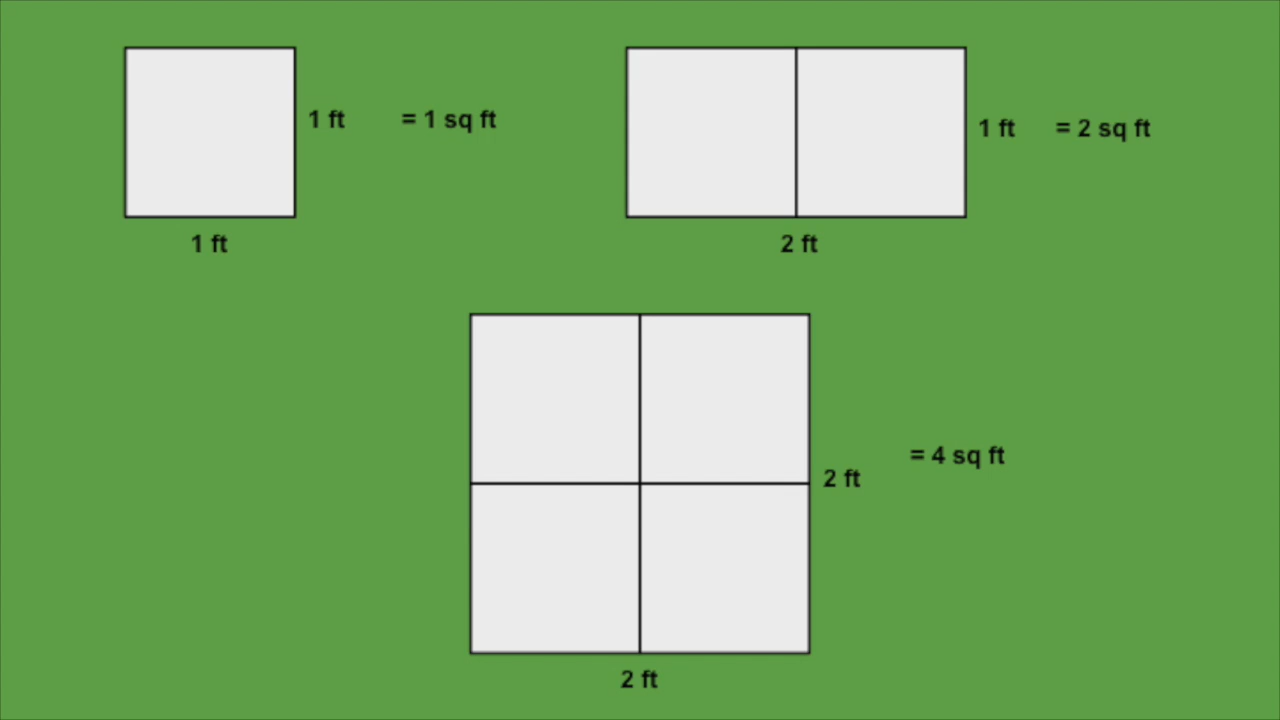 1 ft = 1 sq ft
1 ft
1 ft = 2 sq ft
2 ft
= 4 sq ft
2 ft
2 ft